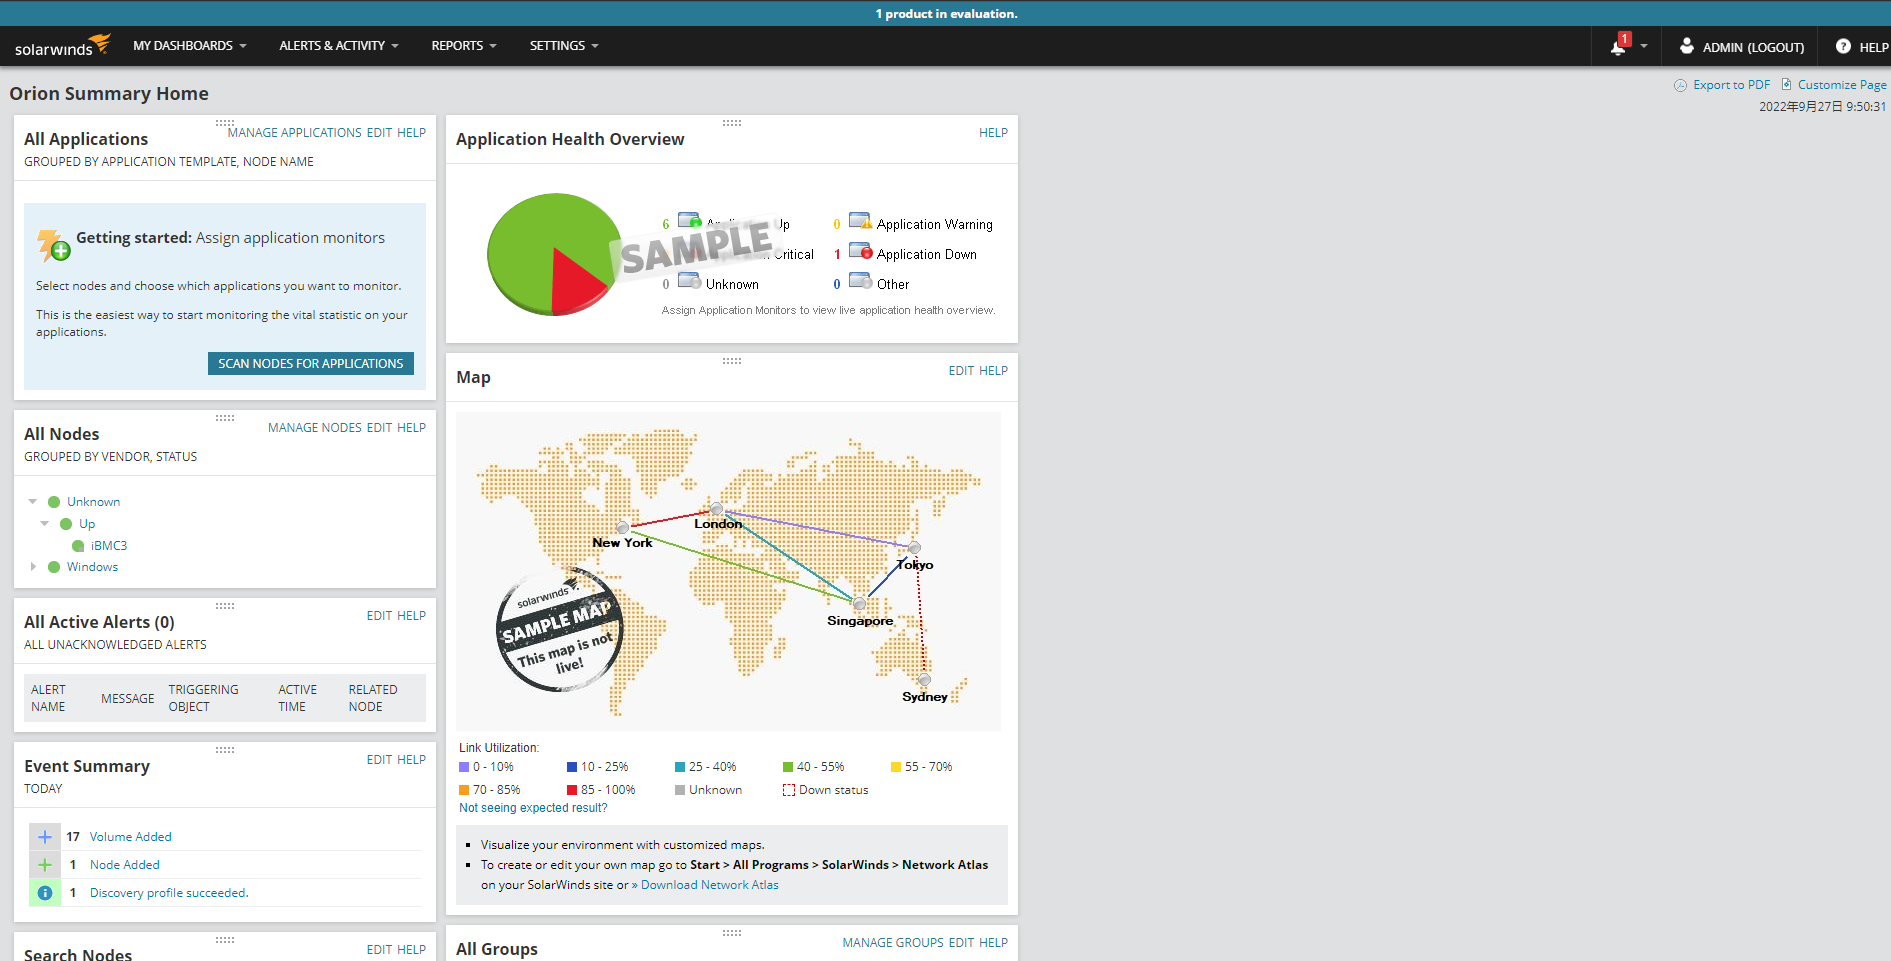 1 product in evaluation.
solarwinds MY DASHBOARDS ALERTS & ACTIVITY REPORTS SETTINGS 1 ADMIN (LOGOUT) HELP
Orion Summary Home
Export to PDF Customize Page
2022年9月27日 9:50:31
All Applications
MANAGE APPLICATIONS EDIT HELP
GROUPED BY APPLICATION TEMPLATE, NODE NAME
Getting started: Assign application monitors
Select nodes and choose which applications you want to monitor.
This is the easiest way to start monitoring the vital statistic on your
applications.
SCAN NODES FOR APPLICATIONS
All Nodes
MANAGE NODES EDIT HELP
GROUPED BY VENDOR, STATUS
Unknown
Up
iBMC3
Windows
All Active Alerts (0)
EDIT HELP
ALL UNACKNOWLEDGED ALERTS
ALERT NAME
MESSAGE
TRIGGERING OBJECT
ACTIVE TIME
RELATED NODE
Event Summary
EDIT HELP
TODAY
17 Volume Added
1 Node Added
1 Discovery profile succeeded.
Search Nodes
EDIT HELP
Application Health Overview
HELP
6 Up
0 Application Warning
SAMPLE
Critical
1 Application Down
0 Unknown
0 Other
Assign Application Monitors to view live application health overview.
Map
EDIT HELP
London
New York
Tokyo
Singapore
Sydney
solarwinds
SAMPLE MAP
This map is not
live!
Link Utilization:
0 - 10% 10 - 25% 25 - 40% 40 - 55% 55 - 70%
70 - 85% 85 - 100% Unknown Down status
Not seeing expected result?
Visualize your environment with customized maps.
To create or edit your own map go to Start > All Programs > SolarWinds > Network Atlas
on your SolarWinds site or » Download Network Atlas
All Groups
MANAGE GROUPS EDIT HELP